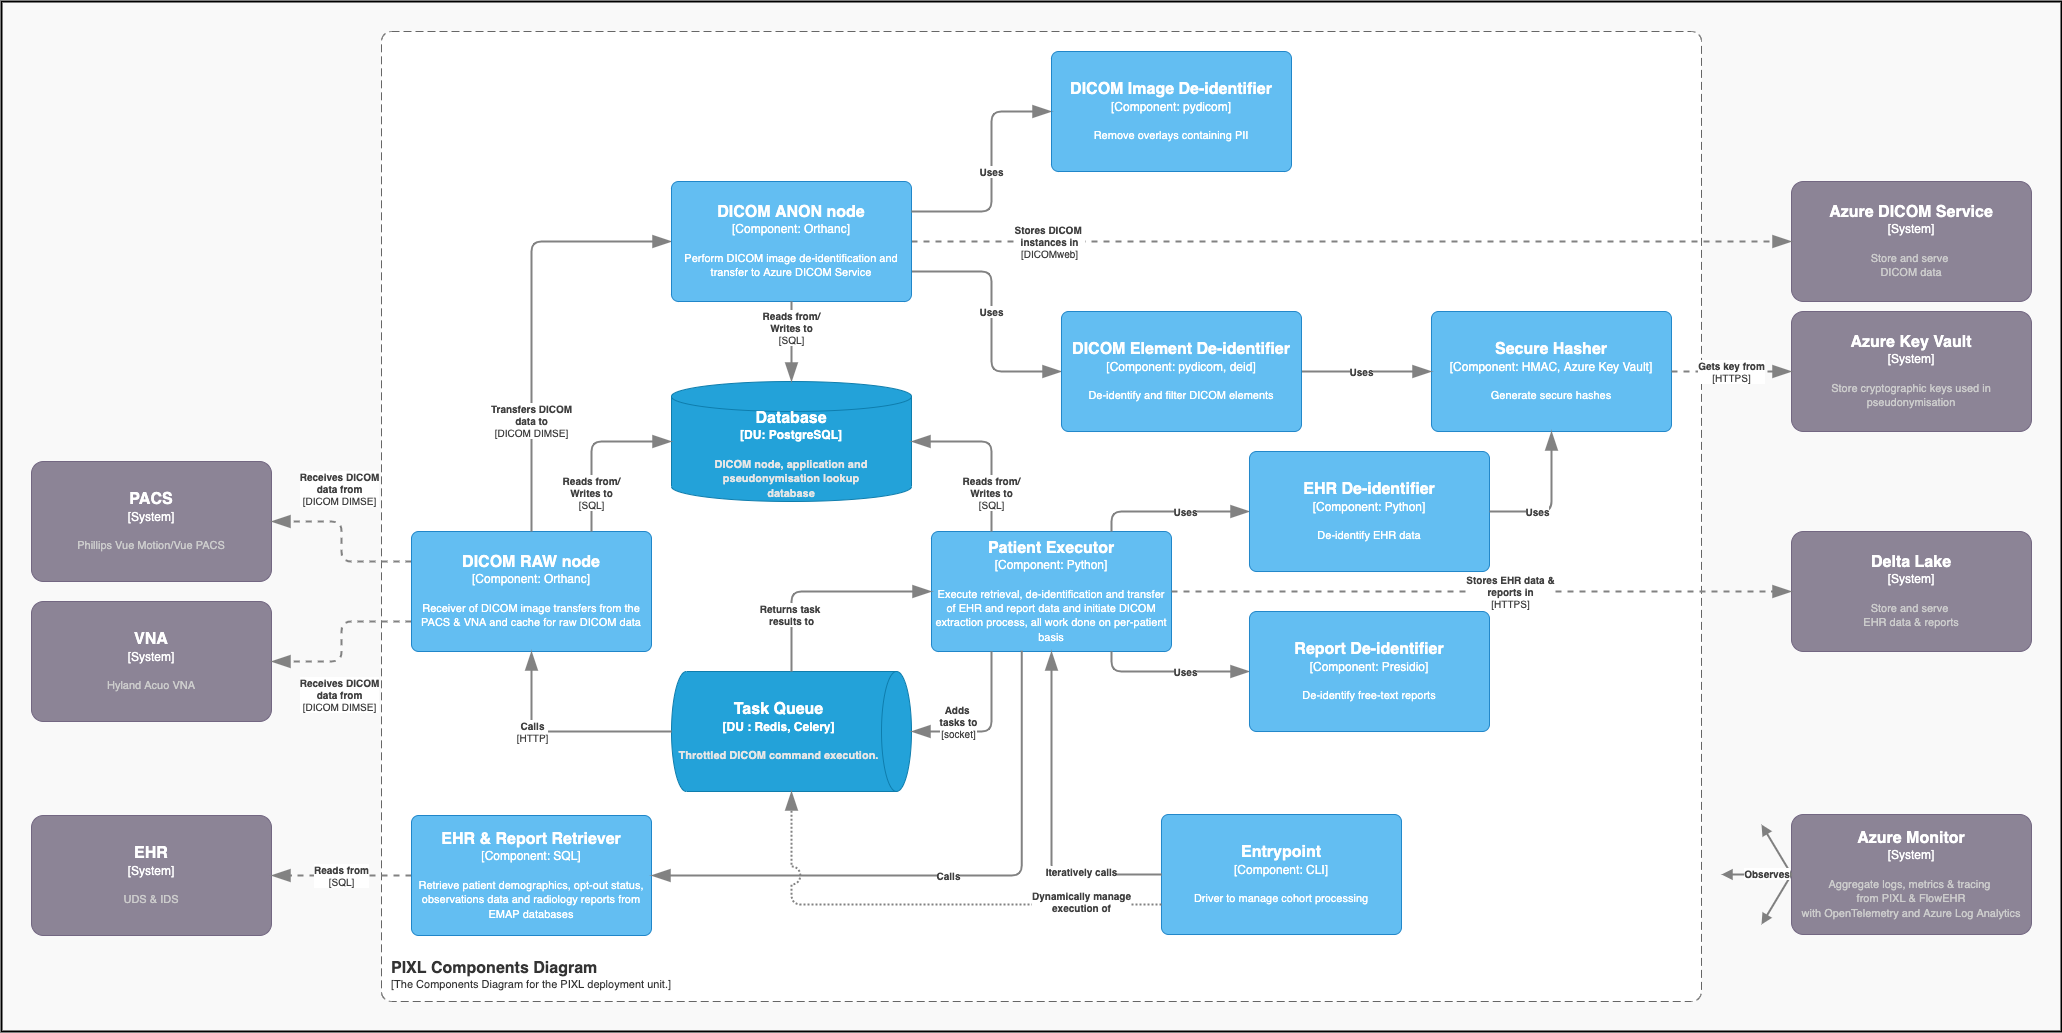 DICOM Image De-identifier
[Component: pydicom]
Remove overlays containing PII
Uses
DICOM ANON node
[Component: Orthanc]
Perform DICOM image de-identification and
transfer to Azure DICOM Service
Stores DICOM
instances in
[DICOMweb]
Azure DICOM Service
[System]
Store and serve
DICOM data
Uses
Reads from/
Writes to
[SQL]
DICOM Element De-identifier
[Component: pydicom, deid]
De-identify and filter DICOM elements
Uses
Secure Hasher
[Component: HMAC, Azure Key Vault]
Generate secure hashes
Gets key from
[HTTPS]
Azure Key Vault
[System]
Store cryptographic keys used in
pseudonymisation
Transfers DICOM
data to
[DICOM DIMSE]
Database
[DU: PostgreSQL]
DICOM node, application and
pseudonymisation lookup
database
Reads from/
Writes to
[SQL]
Reads from/
Writes to
[SQL]
PACS
[System]
Phillips Vue Motion/Vue PACS
Receives DICOM
data from
[DICOM DIMSE]
EHR De-identifier
[Component: Python]
De-identify EHR data
Uses
Uses
DICOM RAW node
[Component: Orthanc]
Receiver of DICOM image transfers from the
PACS & VNA and cache for raw DICOM data
Patient Executor
[Component: Python]
Execute retrieval, de-identification and transfer
of EHR and report data and initiate DICOM
extraction process, all work done on per-patient
basis
Stores EHR data &
reports in
[HTTPS]
Delta Lake
[System]
Store and serve
EHR data & reports
Returns task
results to
VNA
[System]
Hyland Acuo VNA
Receives DICOM
data from
[DICOM DIMSE]
Uses
Report De-identifier
[Component: Presidio]
De-identify free-text reports
Calls
[HTTP]
Task Queue
[DU : Redis, Celery]
Throttled DICOM command execution.
Adds
tasks to
[socket]
EHR
[System]
UDS & IDS
Reads from
[SQL]
EHR & Report Retriever
[Component: SQL]
Retrieve patient demographics, opt-out status,
observations data and radiology reports from
EMAP databases
Calls
Iteratively calls
Dynamically manage
execution of
Entrypoint
[Component: CLI]
Driver to manage cohort processing
Observes
Azure Monitor
[System]
Aggregate logs, metrics & tracing
from PIXL & FlowEHR
with OpenTelemetry and Azure Log Analytics
PIXL Components Diagram
[The Components Diagram for the PIXL deployment unit.]